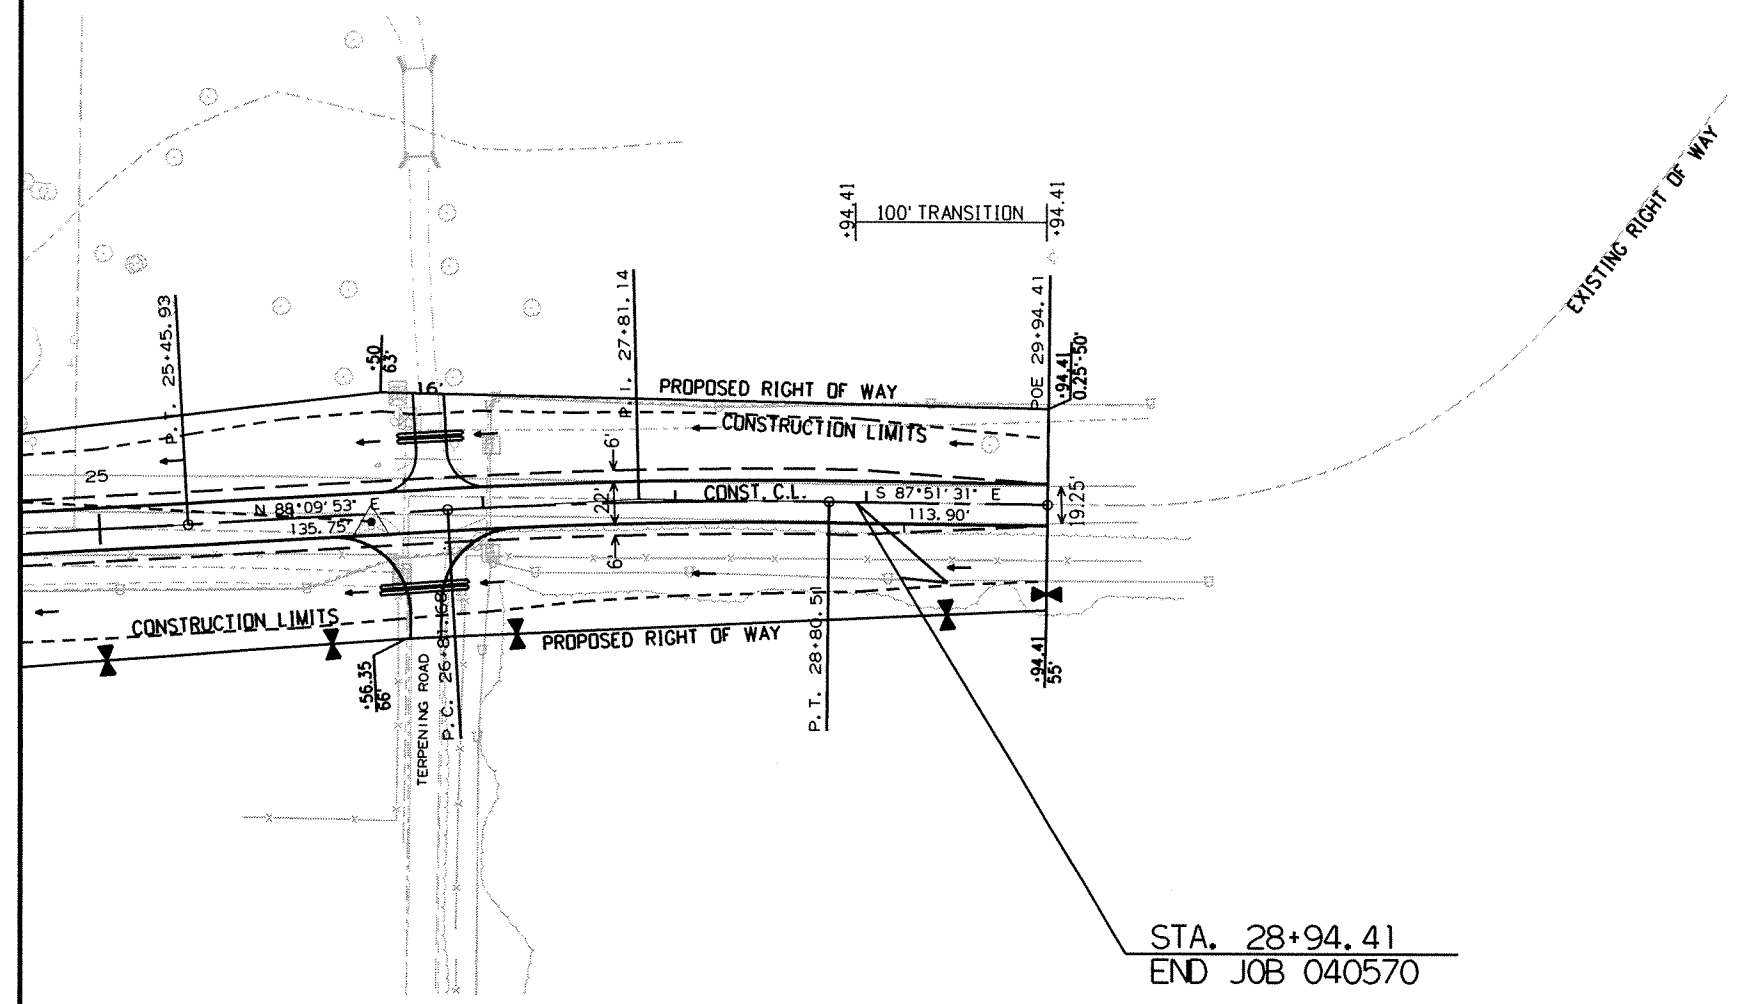 +94.41
100' TRANSITION
+94.41
EXISTING RIGHT OF WAY
P.T. 25+45.93
+50
63'
16'
P.I. 27+81.14
PROPOSED RIGHT OF WAY
POE 29+94.41
+94.41
0.25'-50'
CONSTRUCTION LIMITS
6'
25
22'
CONST. C.L.
N 88°09'53" E
135.75'
S 87°51'31" E
113.90'
19.25'
6'
CONSTRUCTION LIMITS
PROPOSED RIGHT OF WAY
+56.35
66'
TERPENING ROAD
P.C. 26+81.68
P.T. 28+80.51
+94.41
55'
STA. 28+94.41
END JOB 040570